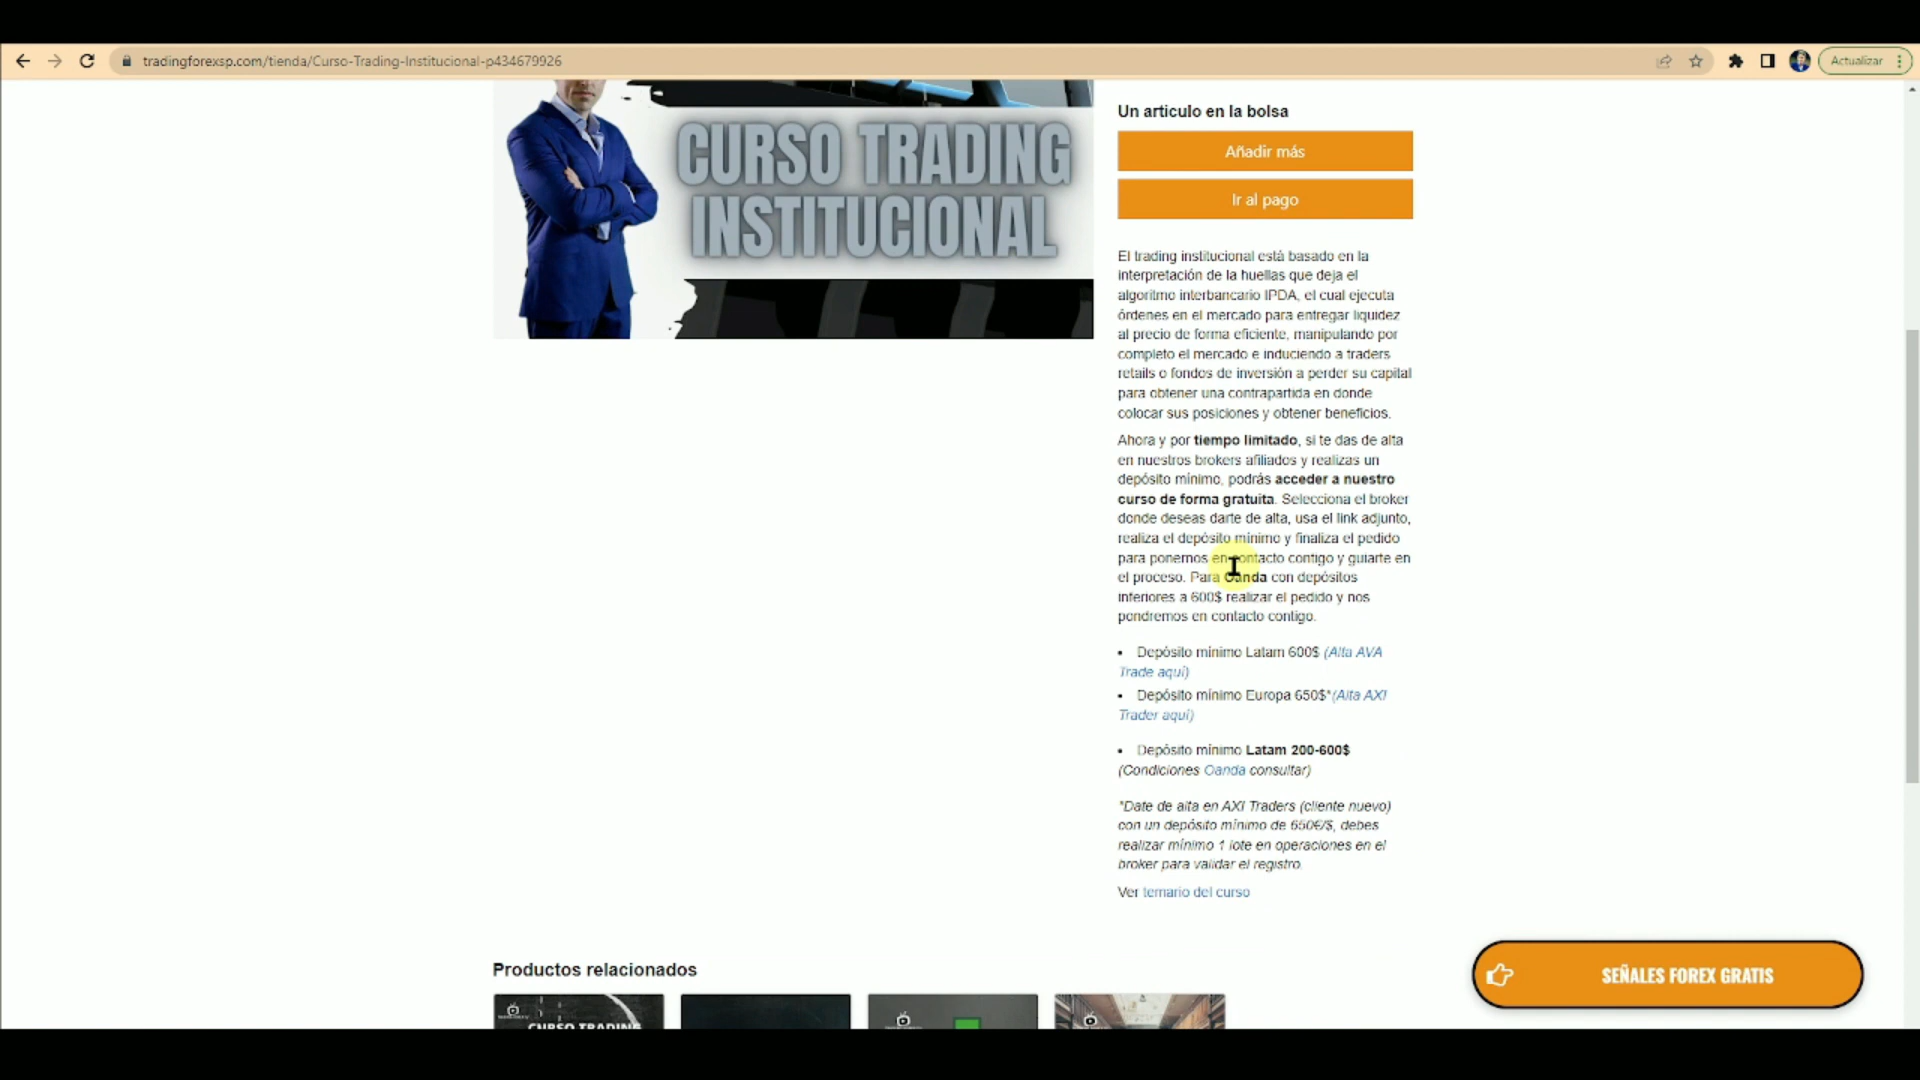 tradingforexsp.com/tienda/Curso-Trading-Institucional-p434679926
Actualizar
CURSO TRADING
INSTITUCIONAL
Un articulo en la bolsa
Añadir más
Ir al pago
El trading institucional está basado en la
interpretación de la huellas que deja el
algoritmo interbancario IPDA, el cual ejecuta
órdenes en el mercado para entregar liquidez
al precio de forma eficiente, manipulando por
completo el mercado e induciendo a traders
retails o fondos de inversión a perder su capital
para obtener una contrapartida en donde
colocar sus posiciones y obtener beneficios.
Ahora y por tiempo limitado, si te das de alta
en nuestros brokers afiliados y realizas un
depósito mínimo, podrás acceder a nuestro
curso de forma gratuita. Selecciona el broker
donde deseas darte de alta, usa el link adjunto,
realiza el depósito mínimo y finaliza el pedido
para ponernos en contacto contigo y guiarte en
el proceso. Para Oanda con depósitos
inferiores a 600$ realizar el pedido y nos
pondremos en contacto contigo.
• Depósito mínimo Latam 600$ (Alta AVA
Trade aquí)
• Depósito mínimo Europa 650$*(Alta AXI
Trader aquí)
• Depósito mínimo Latam 200-600$
(Condiciones Oanda consultar)
*Date de alta en AXI Traders (cliente nuevo)
con un depósito mínimo de 650€/$, debes
realizar mínimo 1 lote en operaciones en el
broker para validar el registro.
Ver temario del curso
Productos relacionados
SEÑALES FOREX GRATIS
CURSO TRADING